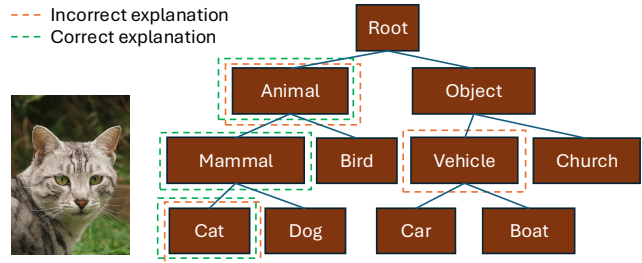 Incorrect explanation
Correct explanation
Root
Animal
Object
Mammal
Bird
Vehicle
Church
Cat
Dog
Car
Boat